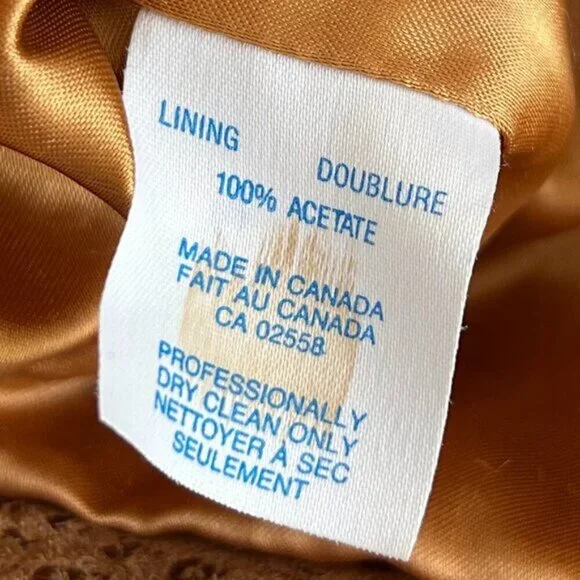 LINING DOUBLURE
100% ACETATE
MADE IN CANADA
FAIT AU CANADA
CA 02558
PROFESSIONALLY
DRY CLEAN ONLY
NETTOYER A SEC
SEULEMENT